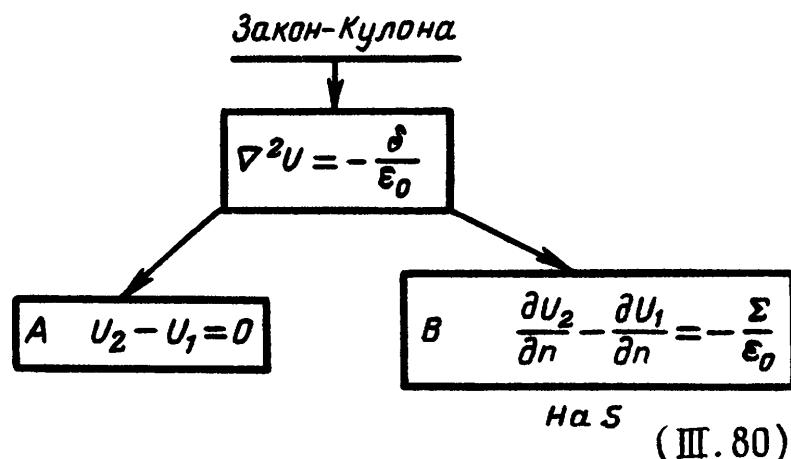 Закон-Кулона
∇²U = − δ/ε₀
A U₂ − U₁ = 0
B ∂U₂/∂n − ∂U₁/∂n = − Σ/ε₀
На S
(III.80)